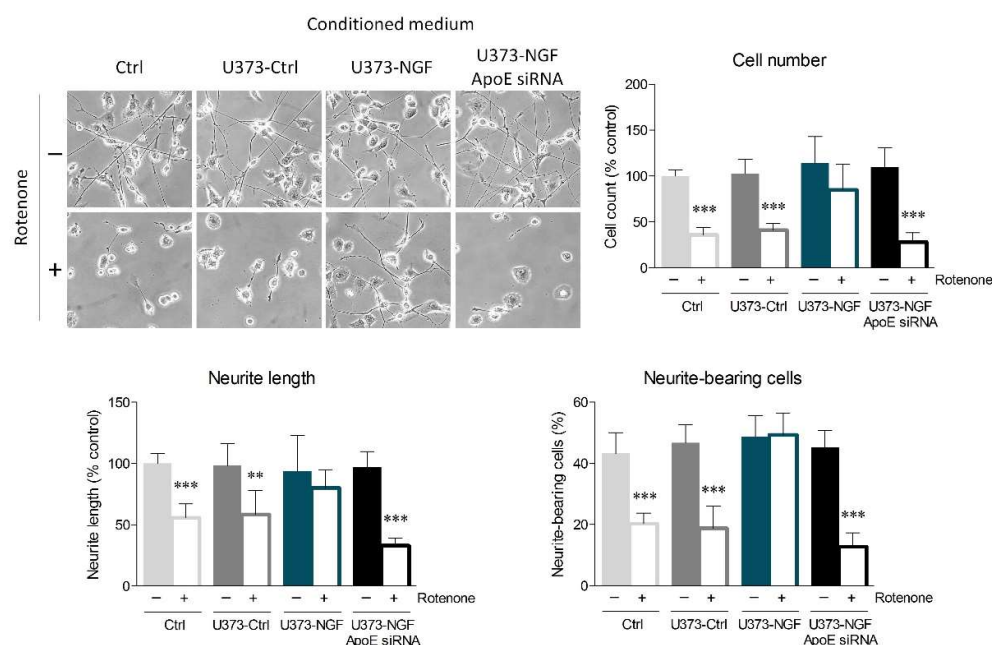 Conditioned medium
Ctrl U373-Ctrl U373-NGF U373-NGF
ApoE siRNA
Rotenone
−
+
Cell number
Cell count (% control)
200
150
100
50
0
*** *** ***
− + − + − + − + Rotenone
Ctrl U373-Ctrl U373-NGF U373-NGF
ApoE siRNA
Neurite length
Neurite length (% control)
150
100
50
0
*** ** ***
− + − + − + − + Rotenone
Ctrl U373-Ctrl U373-NGF U373-NGF
ApoE siRNA
Neurite-bearing cells
Neurite-bearing cells (%)
60
40
20
0
*** *** ***
− + − + − + − + Rotenone
Ctrl U373-Ctrl U373-NGF U373-NGF
ApoE siRNA